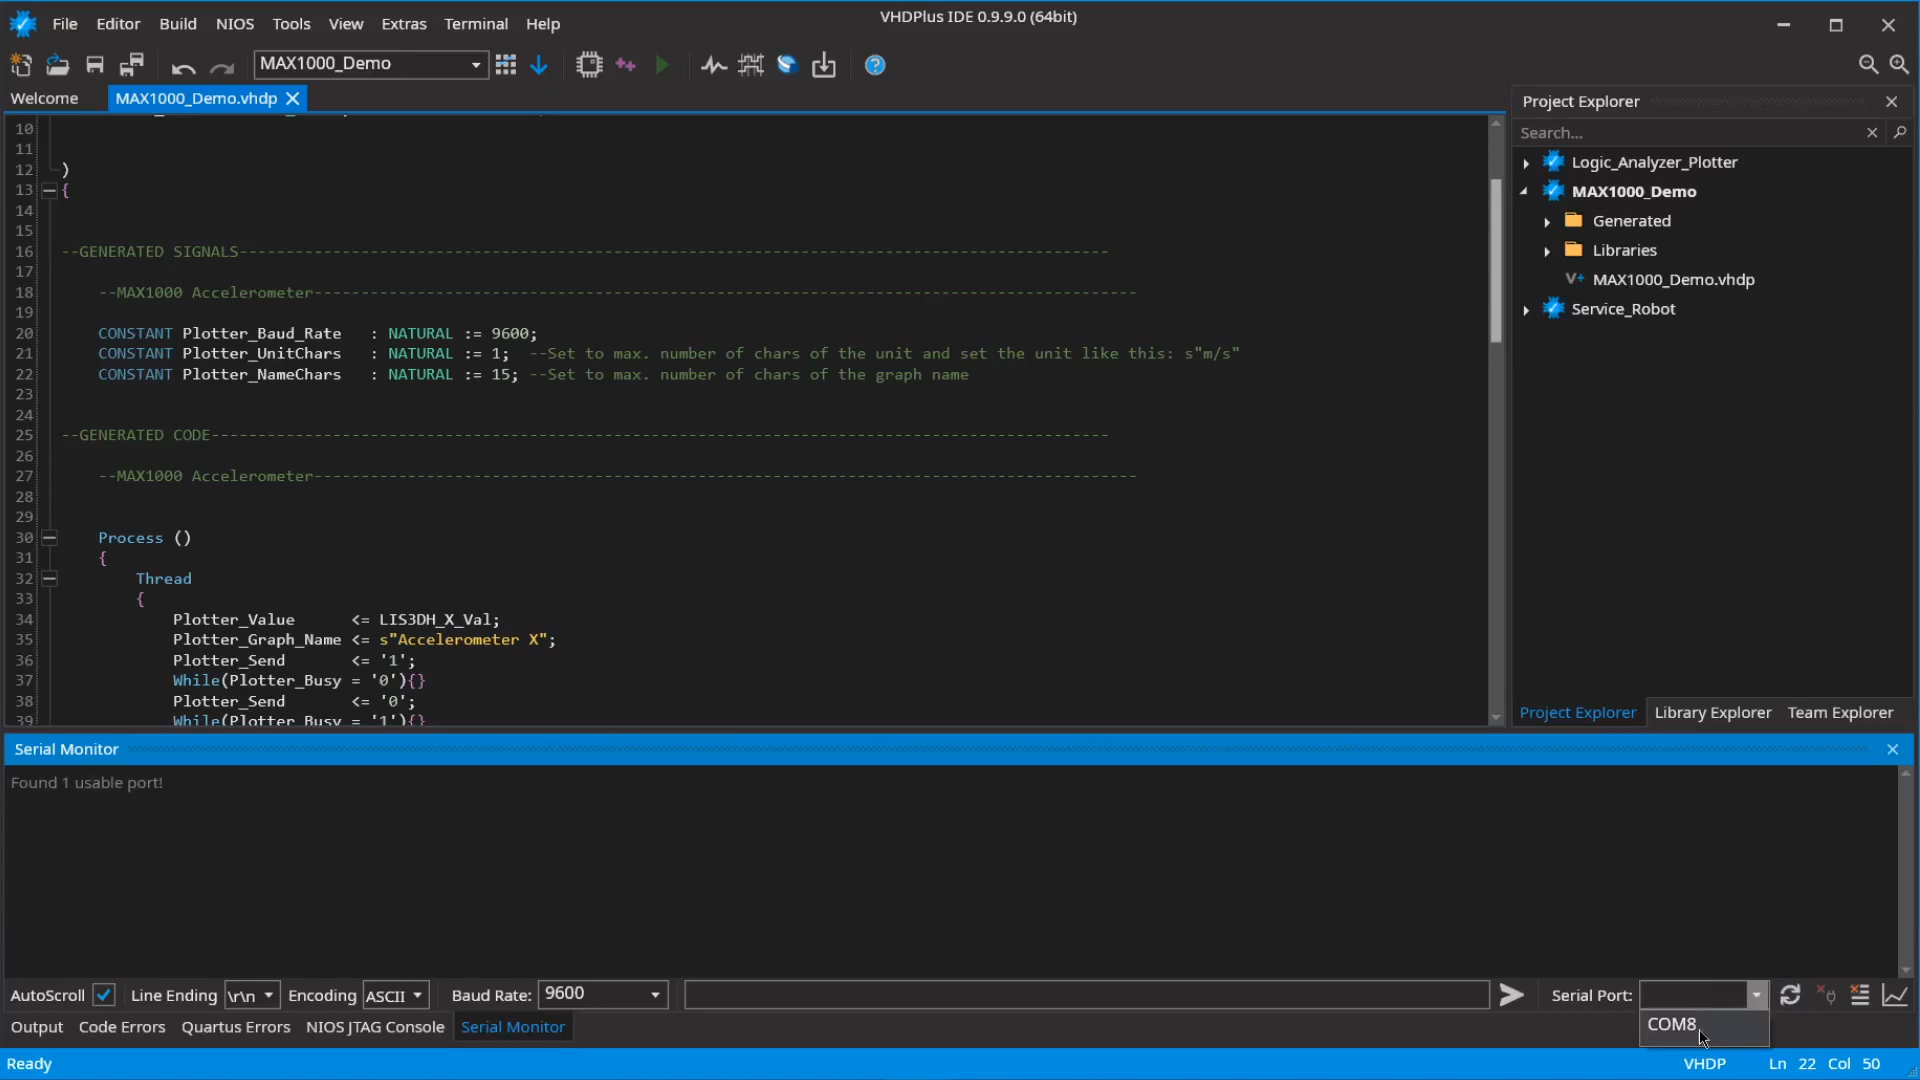 VHDPlus IDE 0.9.9.0 (64bit)
File Editor Build NIOS Tools View Extras Terminal Help
MAX1000_Demo
Welcome MAX1000_Demo.vhdp
10
11
12 )
13 {
14
15
16 --GENERATED SIGNALS---------------------------------------------------------------------------------------------
17
18 --MAX1000 Accelerometer----------------------------------------------------------------------------------------
19
20 CONSTANT Plotter_Baud_Rate : NATURAL := 9600;
21 CONSTANT Plotter_UnitChars : NATURAL := 1; --Set to max. number of chars of the unit and set the unit like this: s"m/s"
22 CONSTANT Plotter_NameChars : NATURAL := 15; --Set to max. number of chars of the graph name
23
24
25 --GENERATED CODE------------------------------------------------------------------------------------------------
26
27 --MAX1000 Accelerometer----------------------------------------------------------------------------------------
28
29
30 Process ()
31 {
32 Thread
33 {
34 Plotter_Value <= LIS3DH_X_Val;
35 Plotter_Graph_Name <= s"Accelerometer X";
36 Plotter_Send <= '1';
37 While(Plotter_Busy = '0'){}
38 Plotter_Send <= '0';
39 While(Plotter_Busy = '1'){}
Project Explorer
Search...
Logic_Analyzer_Plotter
MAX1000_Demo
Generated
Libraries
V+ MAX1000_Demo.vhdp
Service_Robot
Project Explorer Library Explorer Team Explorer
Serial Monitor
Found 1 usable port!
AutoScroll Line Ending \r\n Encoding ASCII Baud Rate: 9600 Serial Port:
COM8
Output Code Errors Quartus Errors NIOS JTAG Console Serial Monitor
Ready VHDP Ln 22 Col 50